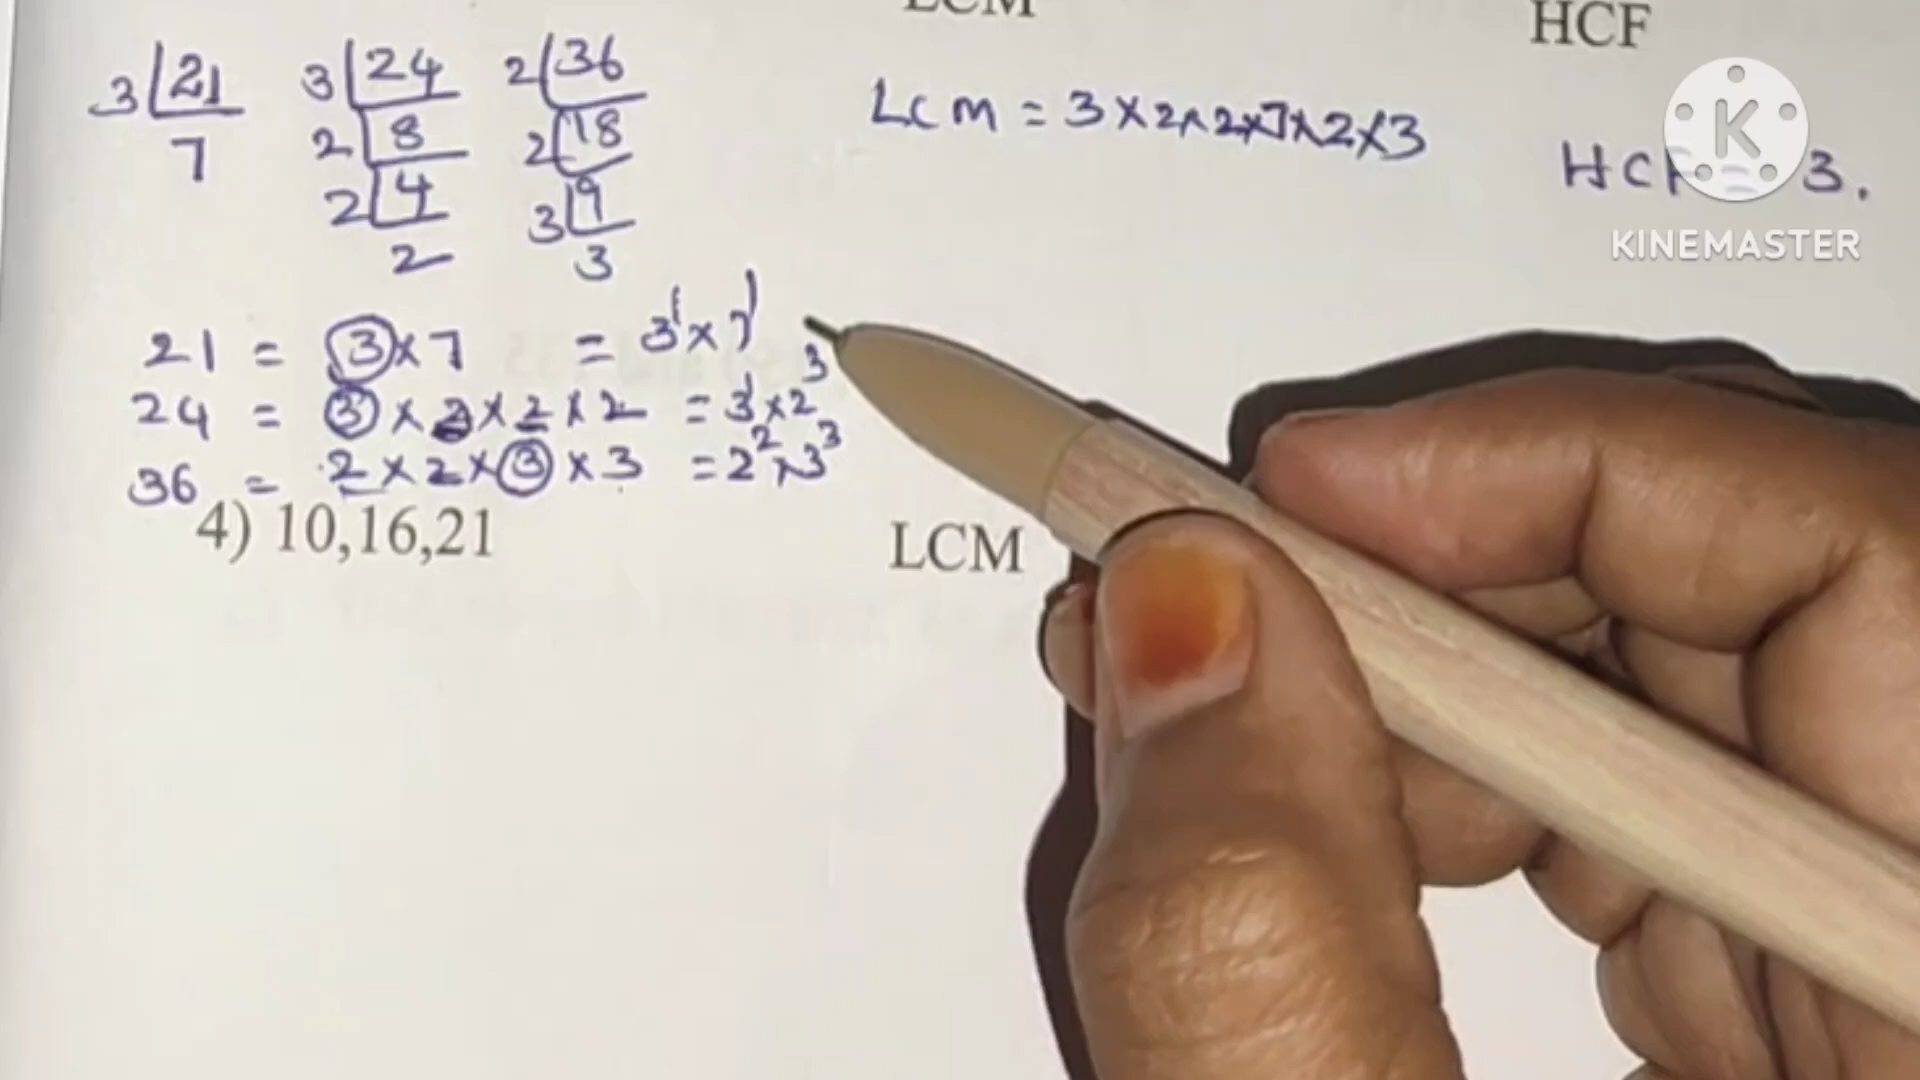 LCM HCF
3 21 3 24 2 36
7 2 8 2 18
2 4 3 9
2 3
LCM = 3×2×2×7×2×3
HCF = 3.
K
KINEMASTER
21 = 3×7 = 3¹×7¹
24 = 3×2×2×2 = 3¹×2³
36 = 2×2×3×3 = 2²×3³
4) 10,16,21 LCM